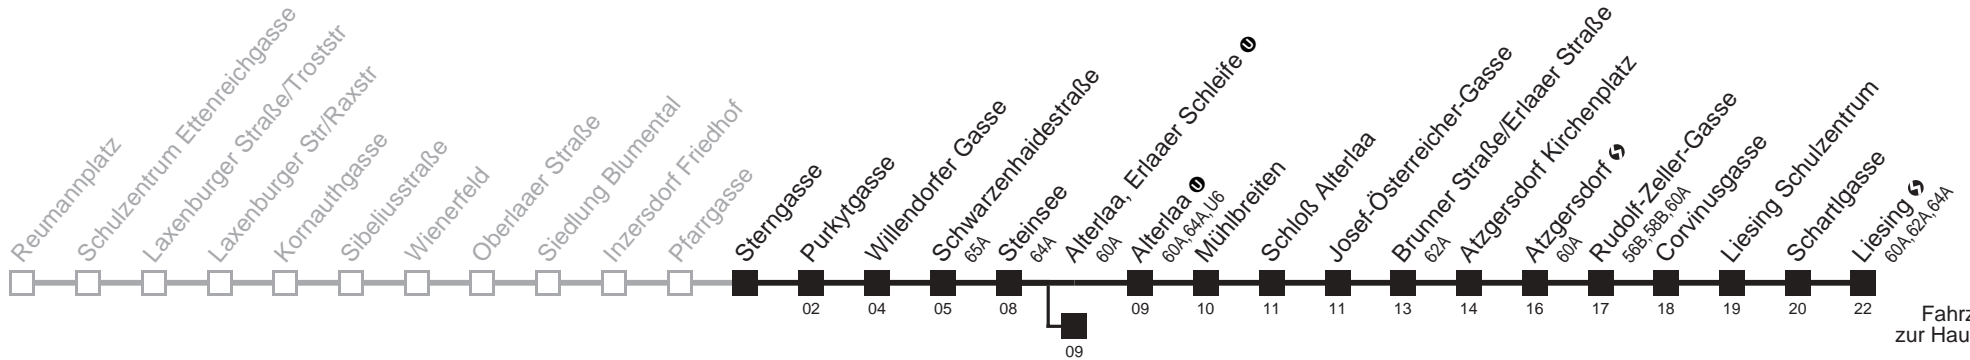 Reumannplatz
Schulzentrum Ettenreichgasse
Laxenburger Straße/Troststr
Laxenburger Str/Raxstr
Kornauthgasse
Sibeliusstraße
Wienerfeld
Oberlaaer Straße
Siedlung Blumental
Inzersdorf Friedhof
Pfarrgasse
Sterngasse
Purkytgasse
02
Willendorfer Gasse
04
Schwarzenhaidestraße
65A
05
Steinsee
64A
08
Alterlaa, Erlaaer Schleife U
60A
09
Alterlaa U
60A,64A,U6
09
Mühlbreiten
10
Schloß Alterlaa
11
Josef-Österreicher-Gasse
11
Brunner Straße/Erlaaer Straße
62A
13
Atzgersdorf Kirchenplatz
14
Atzgersdorf
60A
16
Rudolf-Zeller-Gasse
56B,58B,60A
17
Corvinusgasse
18
Liesing Schulzentrum
19
Schartlgasse
20
Liesing
60A,62A,64A
22
Fahrz
zur Hau